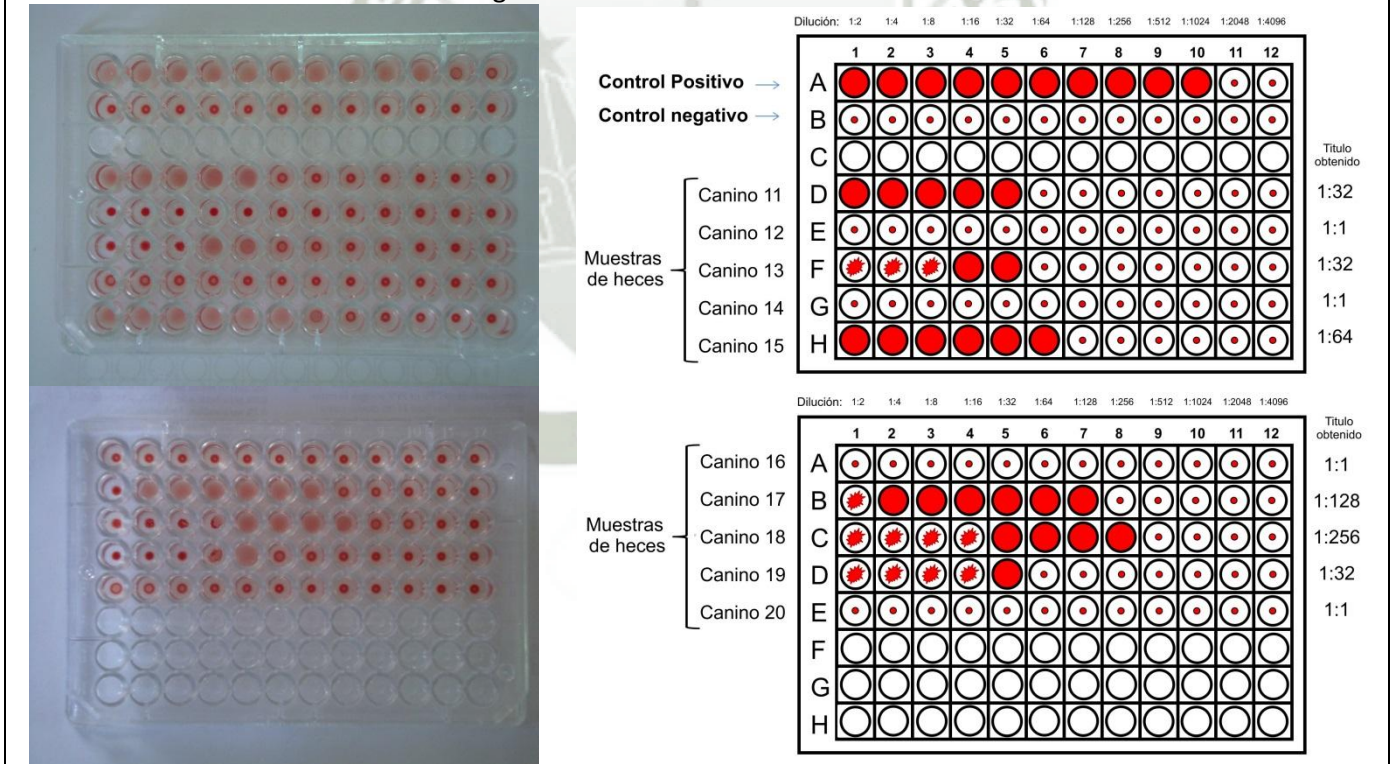 Dilución: 1:2 1:4 1:8 1:16 1:32 1:64 1:128 1:256 1:512 1:1024 1:2048 1:4096
1 2 3 4 5 6 7 8 9 10 11 12
Control Positivo → A
Control negativo → B
C
Titulo
obtenido
Canino 11 D 1:32
Canino 12 E 1:1
Muestras
de heces
Canino 13 F 1:32
Canino 14 G 1:1
Canino 15 H 1:64
Dilución: 1:2 1:4 1:8 1:16 1:32 1:64 1:128 1:256 1:512 1:1024 1:2048 1:4096
Titulo
obtenido
1 2 3 4 5 6 7 8 9 10 11 12
Canino 16 A 1:1
Canino 17 B 1:128
Muestras
de heces
Canino 18 C 1:256
Canino 19 D 1:32
Canino 20 E 1:1
F
G
H